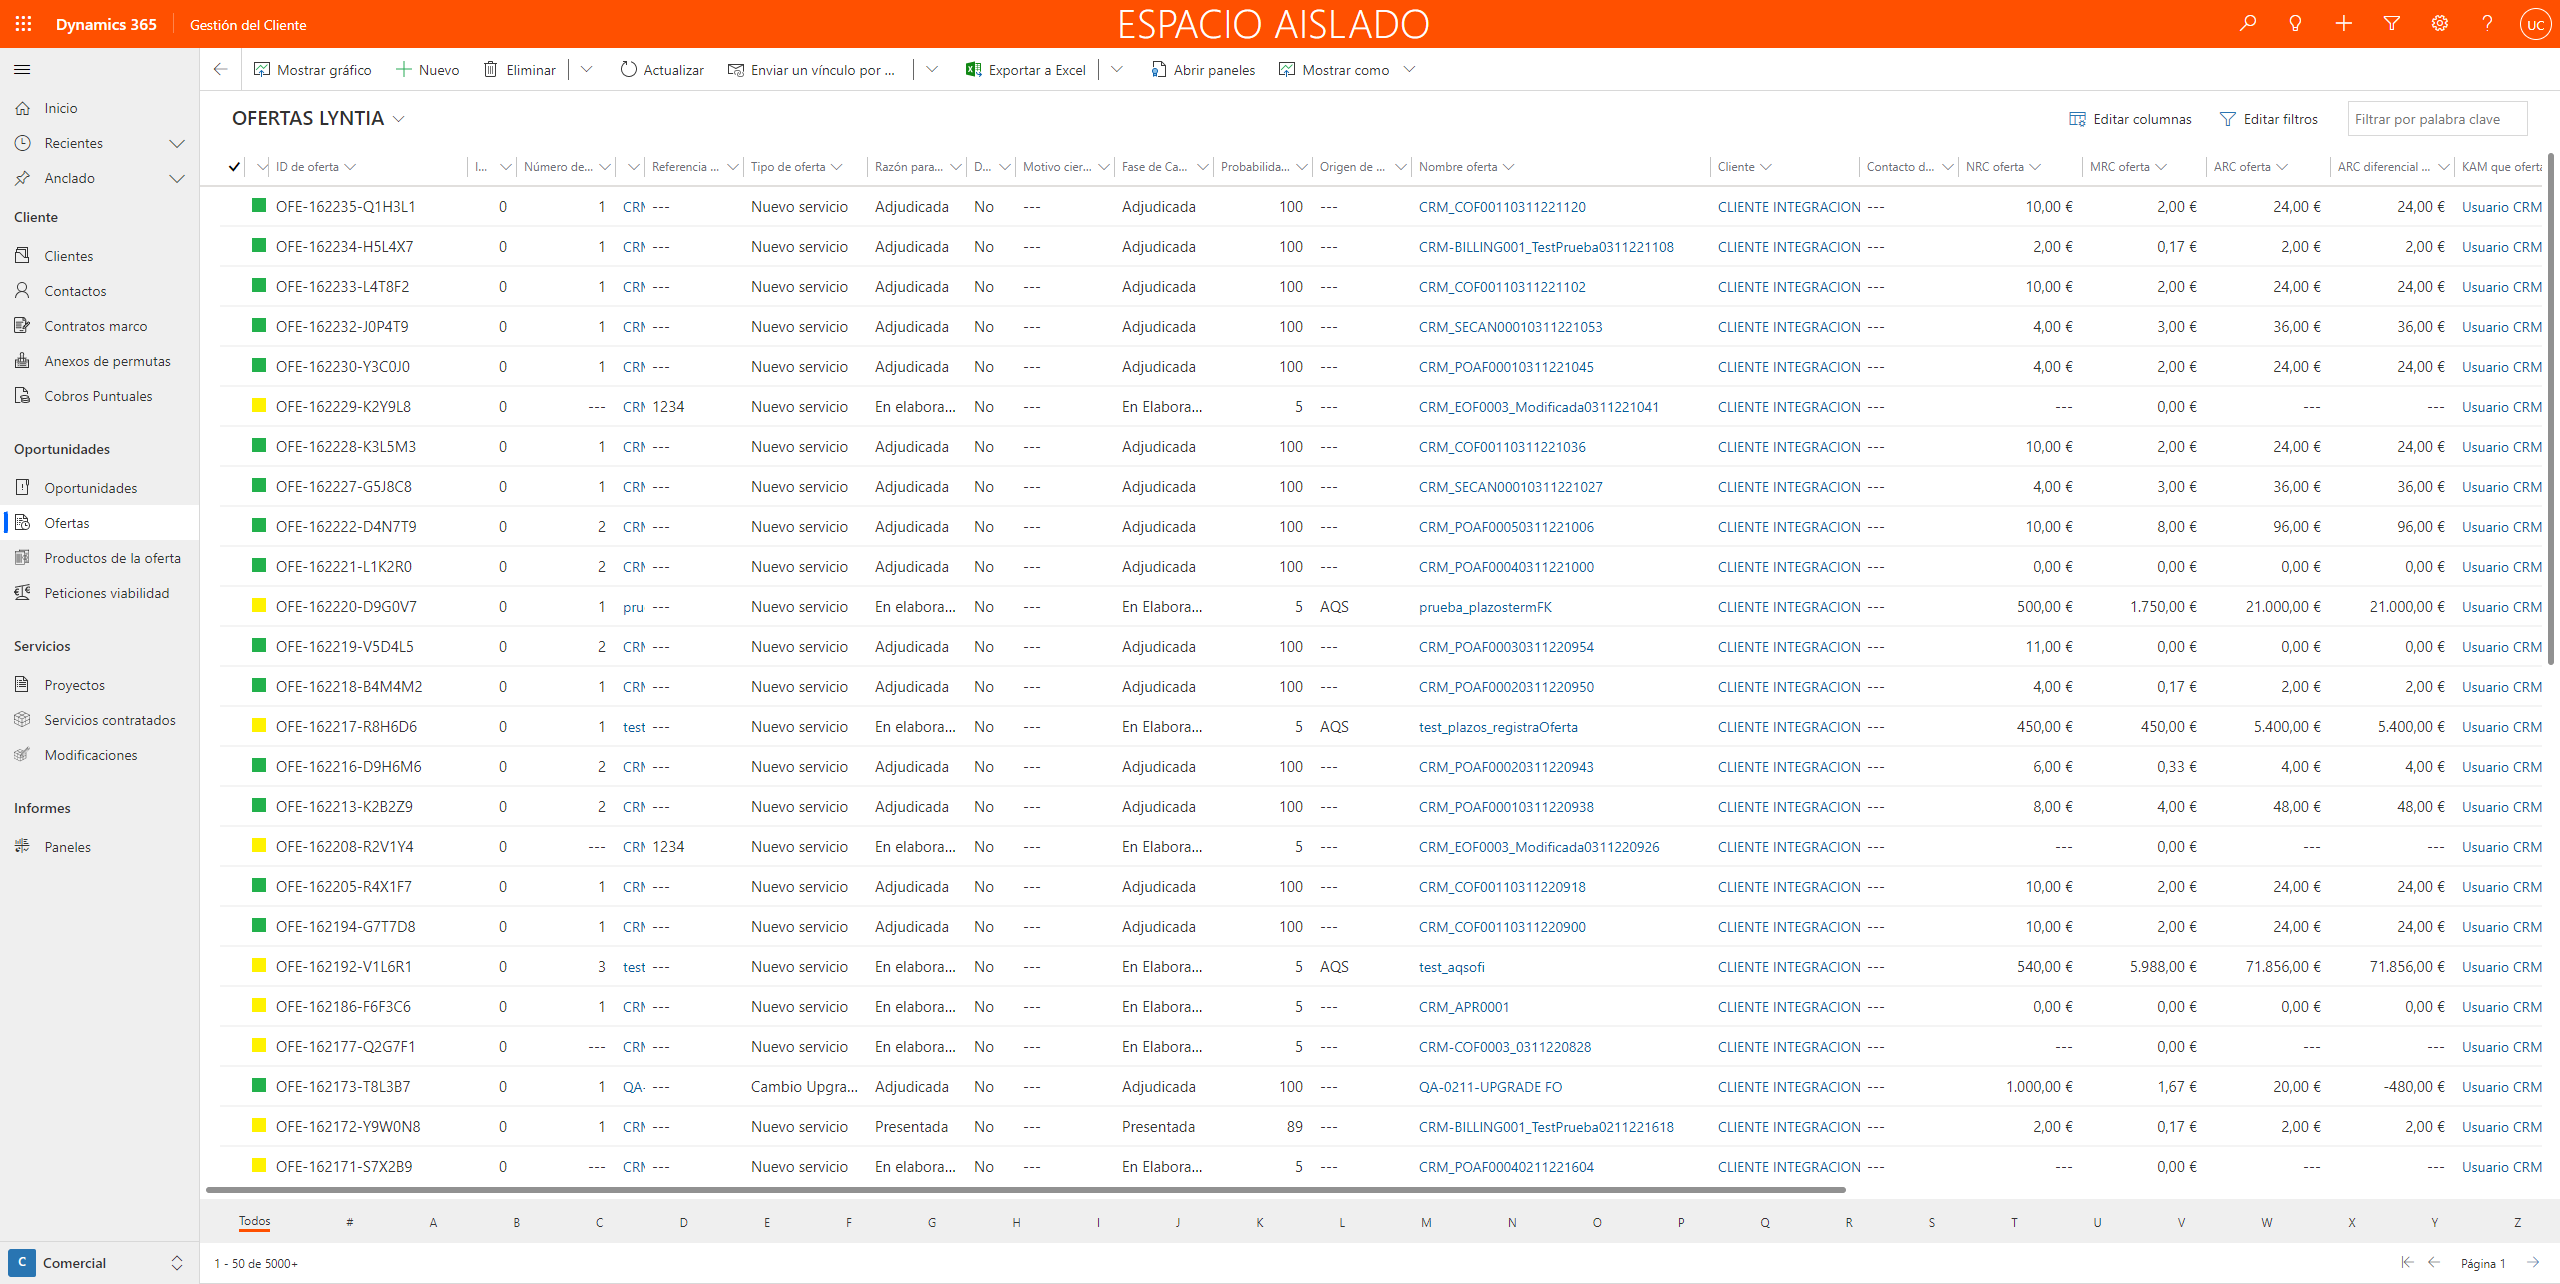 Dynamics 365 Gestión del Cliente ESPACIO AISLADO UC
Mostrar gráfico Nuevo Eliminar Actualizar Enviar un vínculo por ... Exportar a Excel Abrir paneles Mostrar como
Inicio
Recientes
Anclado
Cliente
Clientes
Contactos
Contratos marco
Anexos de permutas
Cobros Puntuales
Oportunidades
Oportunidades
Ofertas
Productos de la oferta
Peticiones viabilidad
Servicios
Proyectos
Servicios contratados
Modificaciones
Informes
Paneles
C Comercial
OFERTAS LYNTIA Editar columnas Editar filtros Filtrar por palabra clave
ID de oferta I... Número de... Referencia ... Tipo de oferta Razón para... D... Motivo cier... Fase de Ca... Probabilida... Origen de ... Nombre oferta Cliente Contacto d... NRC oferta MRC oferta ARC oferta ARC diferencial ... KAM que oferta
OFE-162235-Q1H3L1 0 1 CRM --- Nuevo servicio Adjudicada No --- Adjudicada 100 --- CRM_COF00110311221120 CLIENTE INTEGRACION --- 10,00 € 2,00 € 24,00 € 24,00 € Usuario CRM
OFE-162234-H5L4X7 0 1 CRM --- Nuevo servicio Adjudicada No --- Adjudicada 100 --- CRM-BILLING001_TestPrueba0311221108 CLIENTE INTEGRACION --- 2,00 € 0,17 € 2,00 € 2,00 € Usuario CRM
OFE-162233-L4T8F2 0 1 CRM --- Nuevo servicio Adjudicada No --- Adjudicada 100 --- CRM_COF00110311221102 CLIENTE INTEGRACION --- 10,00 € 2,00 € 24,00 € 24,00 € Usuario CRM
OFE-162232-J0P4T9 0 1 CRM --- Nuevo servicio Adjudicada No --- Adjudicada 100 --- CRM_SECAN00010311221053 CLIENTE INTEGRACION --- 4,00 € 3,00 € 36,00 € 36,00 € Usuario CRM
OFE-162230-Y3C0J0 0 1 CRM --- Nuevo servicio Adjudicada No --- Adjudicada 100 --- CRM_POAF00010311221045 CLIENTE INTEGRACION --- 4,00 € 2,00 € 24,00 € 24,00 € Usuario CRM
OFE-162229-K2Y9L8 0 --- CRM 1234 Nuevo servicio En elabora... No --- En Elabora... 5 --- CRM_EOF0003_Modificada0311221041 CLIENTE INTEGRACION --- --- 0,00 € --- --- Usuario CRM
OFE-162228-K3L5M3 0 1 CRM --- Nuevo servicio Adjudicada No --- Adjudicada 100 --- CRM_COF00110311221036 CLIENTE INTEGRACION --- 10,00 € 2,00 € 24,00 € 24,00 € Usuario CRM
OFE-162227-G5J8C8 0 1 CRM --- Nuevo servicio Adjudicada No --- Adjudicada 100 --- CRM_SECAN00010311221027 CLIENTE INTEGRACION --- 4,00 € 3,00 € 36,00 € 36,00 € Usuario CRM
OFE-162222-D4N7T9 0 2 CRM --- Nuevo servicio Adjudicada No --- Adjudicada 100 --- CRM_POAF00050311221006 CLIENTE INTEGRACION --- 10,00 € 8,00 € 96,00 € 96,00 € Usuario CRM
OFE-162221-L1K2R0 0 2 CRM --- Nuevo servicio Adjudicada No --- Adjudicada 100 --- CRM_POAF00040311221000 CLIENTE INTEGRACION --- 0,00 € 0,00 € 0,00 € 0,00 € Usuario CRM
OFE-162220-D9G0V7 0 1 pru --- Nuevo servicio En elabora... No --- En Elabora... 5 AQS prueba_plazostermFK CLIENTE INTEGRACION --- 500,00 € 1.750,00 € 21.000,00 € 21.000,00 € Usuario CRM
OFE-162219-V5D4L5 0 2 CRM --- Nuevo servicio Adjudicada No --- Adjudicada 100 --- CRM_POAF00030311220954 CLIENTE INTEGRACION --- 11,00 € 0,00 € 0,00 € 0,00 € Usuario CRM
OFE-162218-B4M4M2 0 1 CRM --- Nuevo servicio Adjudicada No --- Adjudicada 100 --- CRM_POAF00020311220950 CLIENTE INTEGRACION --- 4,00 € 0,17 € 2,00 € 2,00 € Usuario CRM
OFE-162217-R8H6D6 0 1 test --- Nuevo servicio En elabora... No --- En Elabora... 5 AQS test_plazos_registraOferta CLIENTE INTEGRACION --- 450,00 € 450,00 € 5.400,00 € 5.400,00 € Usuario CRM
OFE-162216-D9H6M6 0 2 CRM --- Nuevo servicio Adjudicada No --- Adjudicada 100 --- CRM_POAF00020311220943 CLIENTE INTEGRACION --- 6,00 € 0,33 € 4,00 € 4,00 € Usuario CRM
OFE-162213-K2B2Z9 0 2 CRM --- Nuevo servicio Adjudicada No --- Adjudicada 100 --- CRM_POAF00010311220938 CLIENTE INTEGRACION --- 8,00 € 4,00 € 48,00 € 48,00 € Usuario CRM
OFE-162208-R2V1Y4 0 --- CRM 1234 Nuevo servicio En elabora... No --- En Elabora... 5 --- CRM_EOF0003_Modificada0311220926 CLIENTE INTEGRACION --- --- 0,00 € --- --- Usuario CRM
OFE-162205-R4X1F7 0 1 CRM --- Nuevo servicio Adjudicada No --- Adjudicada 100 --- CRM_COF00110311220918 CLIENTE INTEGRACION --- 10,00 € 2,00 € 24,00 € 24,00 € Usuario CRM
OFE-162194-G7T7D8 0 1 CRM --- Nuevo servicio Adjudicada No --- Adjudicada 100 --- CRM_COF00110311220900 CLIENTE INTEGRACION --- 10,00 € 2,00 € 24,00 € 24,00 € Usuario CRM
OFE-162192-V1L6R1 0 3 test --- Nuevo servicio En elabora... No --- En Elabora... 5 AQS test_aqsofi CLIENTE INTEGRACION --- 540,00 € 5.988,00 € 71.856,00 € 71.856,00 € Usuario CRM
OFE-162186-F6F3C6 0 1 CRM --- Nuevo servicio En elabora... No --- En Elabora... 5 --- CRM_APR0001 CLIENTE INTEGRACION --- 0,00 € 0,00 € 0,00 € 0,00 € Usuario CRM
OFE-162177-Q2G7F1 0 --- CRM --- Nuevo servicio En elabora... No --- En Elabora... 5 --- CRM-COF0003_0311220828 CLIENTE INTEGRACION --- --- 0,00 € --- --- Usuario CRM
OFE-162173-T8L3B7 0 1 QA- --- Cambio Upgra... Adjudicada No --- Adjudicada 100 --- QA-0211-UPGRADE FO CLIENTE INTEGRACION --- 1.000,00 € 1,67 € 20,00 € -480,00 € Usuario CRM
OFE-162172-Y9W0N8 0 1 CRM --- Nuevo servicio Presentada No --- Presentada 89 --- CRM-BILLING001_TestPrueba0211221618 CLIENTE INTEGRACION --- 2,00 € 0,17 € 2,00 € 2,00 € Usuario CRM
OFE-162171-S7X2B9 0 --- CRM --- Nuevo servicio En elabora... No --- En Elabora... 5 --- CRM_POAF00040211221604 CLIENTE INTEGRACION --- --- 0,00 € --- --- Usuario CRM
Todos # A B C D E F G H I J K L M N O P Q R S T U V W X Y Z
1 - 50 de 5000+ Página 1